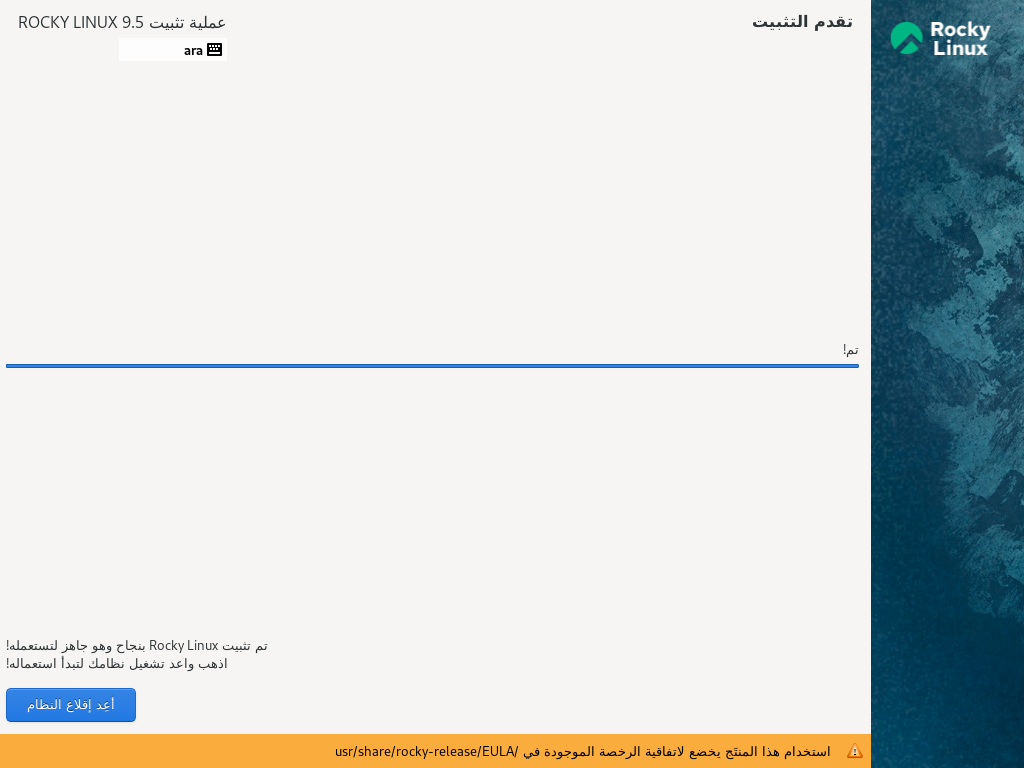 Rocky
Linux
تقدم التثبيت
عملية تثبيت ROCKY LINUX 9.5
ara
تم!
تم تثبيت Rocky Linux بنجاح وهو جاهز لتستعمله!
اذهب واعد تشغيل نظامك لتبدأ استعماله!
أعِد إقلاع النظام
استخدام هذا المنتَج يخضع لاتفاقية الرخصة الموجودة في /usr/share/rocky-release/EULA